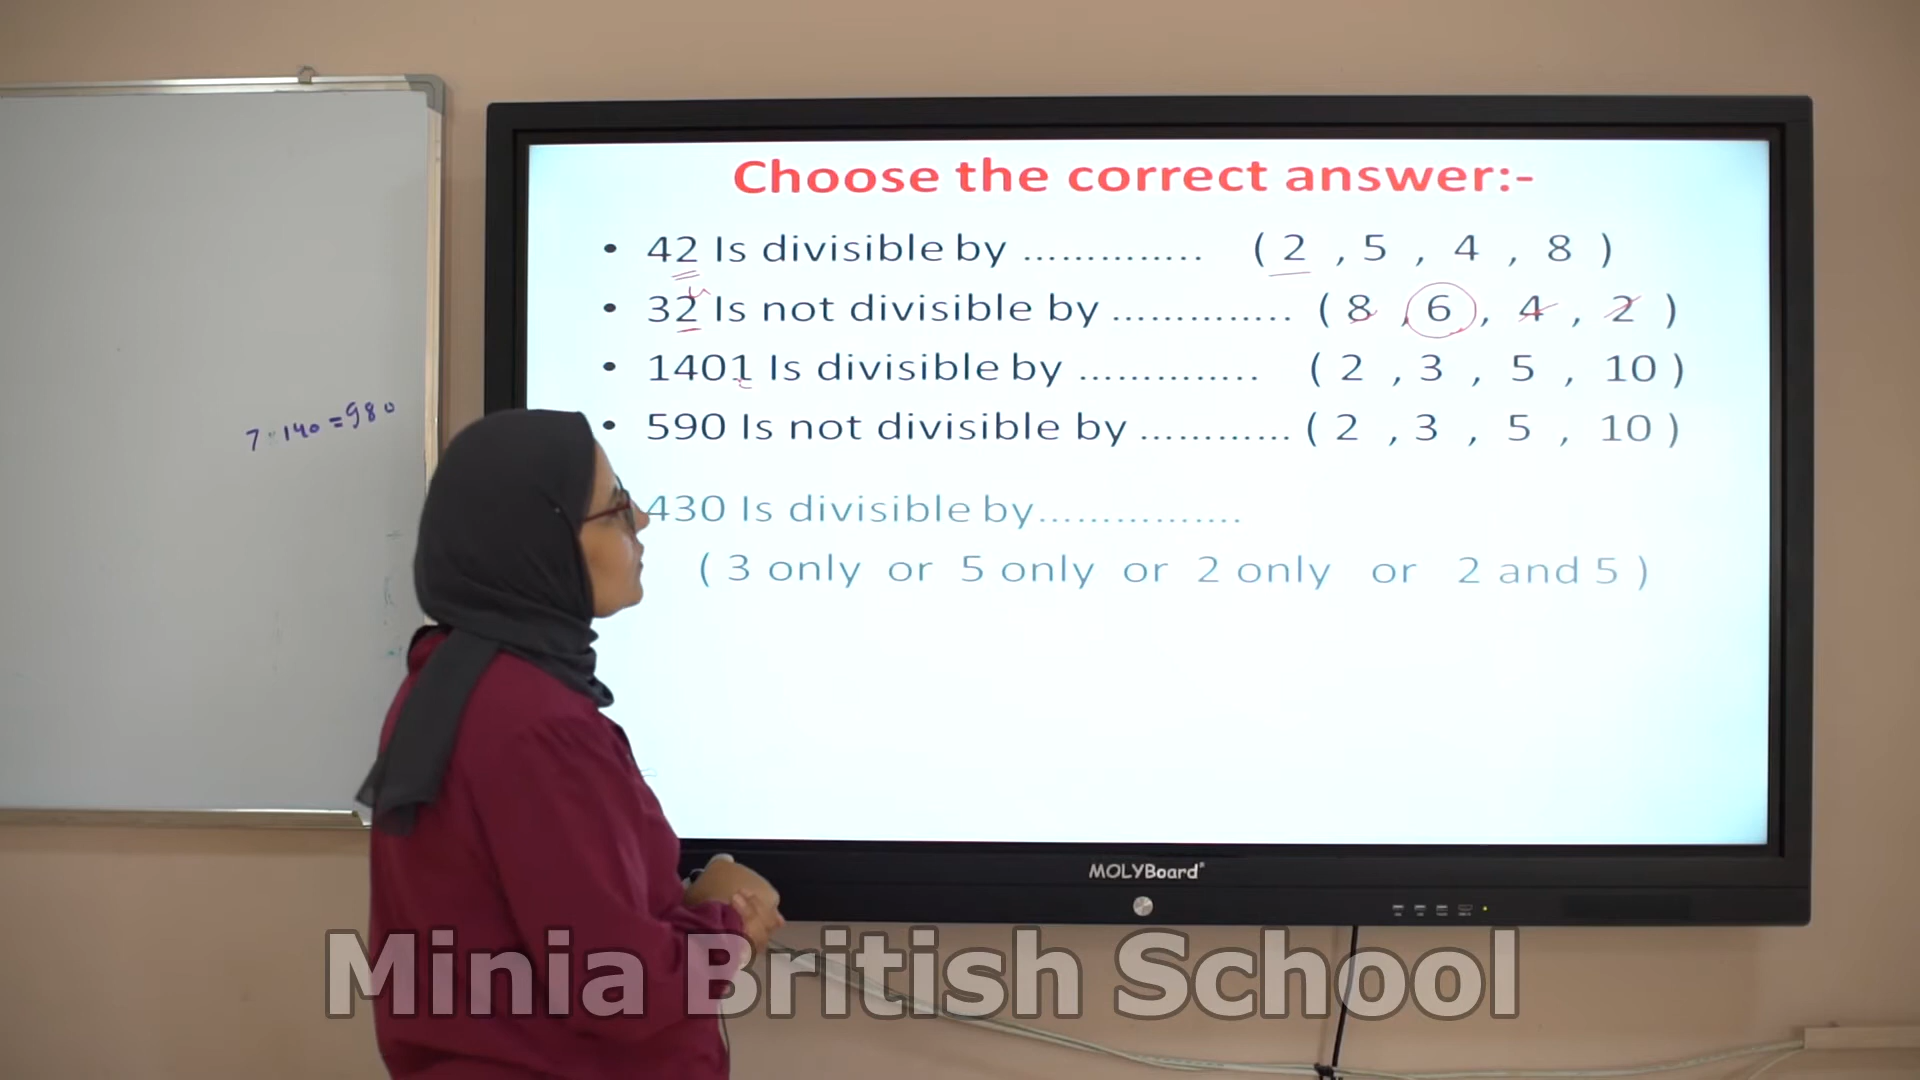 Choose the correct answer:-
• 42 Is divisible by .............. ( 2 , 5 , 4 , 8 )
• 32 Is not divisible by .............. ( 8 , 6 , 4 , 2 )
• 1401 Is divisible by .............. ( 2 , 3 , 5 , 10 )
• 590 Is not divisible by ............ ( 2 , 3 , 5 , 10 )
430 Is divisible by................
( 3 only or 5 only or 2 only or 2 and 5 )
7 · 140 = 980
MOLYBoard
Minia British School